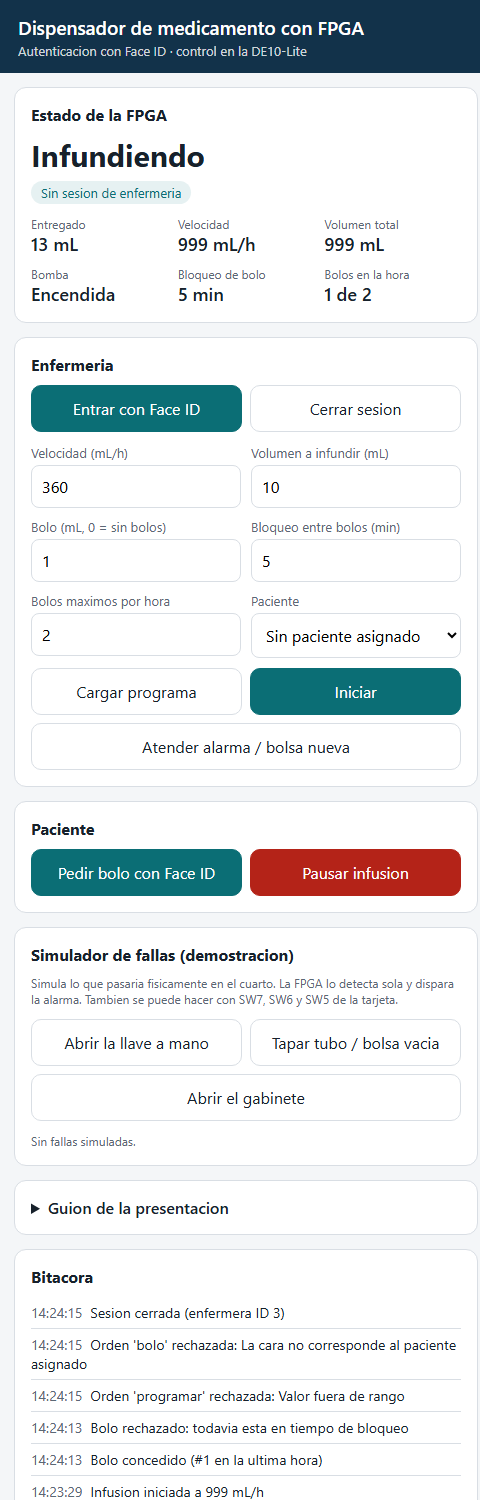 Dispensador de medicamento con FPGA
Autenticacion con Face ID · control en la DE10-Lite
Estado de la FPGA
Infundiendo
Sin sesion de enfermeria
Entregado
Velocidad
Volumen total
13 mL
999 mL/h
999 mL
Bomba
Bloqueo de bolo
Bolos en la hora
Encendida
5 min
1 de 2
Enfermeria
Entrar con Face ID
Cerrar sesion
Velocidad (mL/h)
Volumen a infundir (mL)
360
10
Bolo (mL, 0 = sin bolos)
Bloqueo entre bolos (min)
1
5
Bolos maximos por hora
Paciente
2
Sin paciente asignado
Cargar programa
Iniciar
Atender alarma / bolsa nueva
Paciente
Pedir bolo con Face ID
Pausar infusion
Simulador de fallas (demostracion)
Simula lo que pasaria fisicamente en el cuarto. La FPGA lo detecta sola y dispara
la alarma. Tambien se puede hacer con SW7, SW6 y SW5 de la tarjeta.
Abrir la llave a mano
Tapar tubo / bolsa vacia
Abrir el gabinete
Sin fallas simuladas.
Guion de la presentacion
Bitacora
14:24:15 Sesion cerrada (enfermera ID 3)
14:24:15 Orden 'bolo' rechazada: La cara no corresponde al paciente
asignado
14:24:15 Orden 'programar' rechazada: Valor fuera de rango
14:24:13 Bolo rechazado: todavia esta en tiempo de bloqueo
14:24:13 Bolo concedido (#1 en la ultima hora)
14:23:29 Infusion iniciada a 999 mL/h